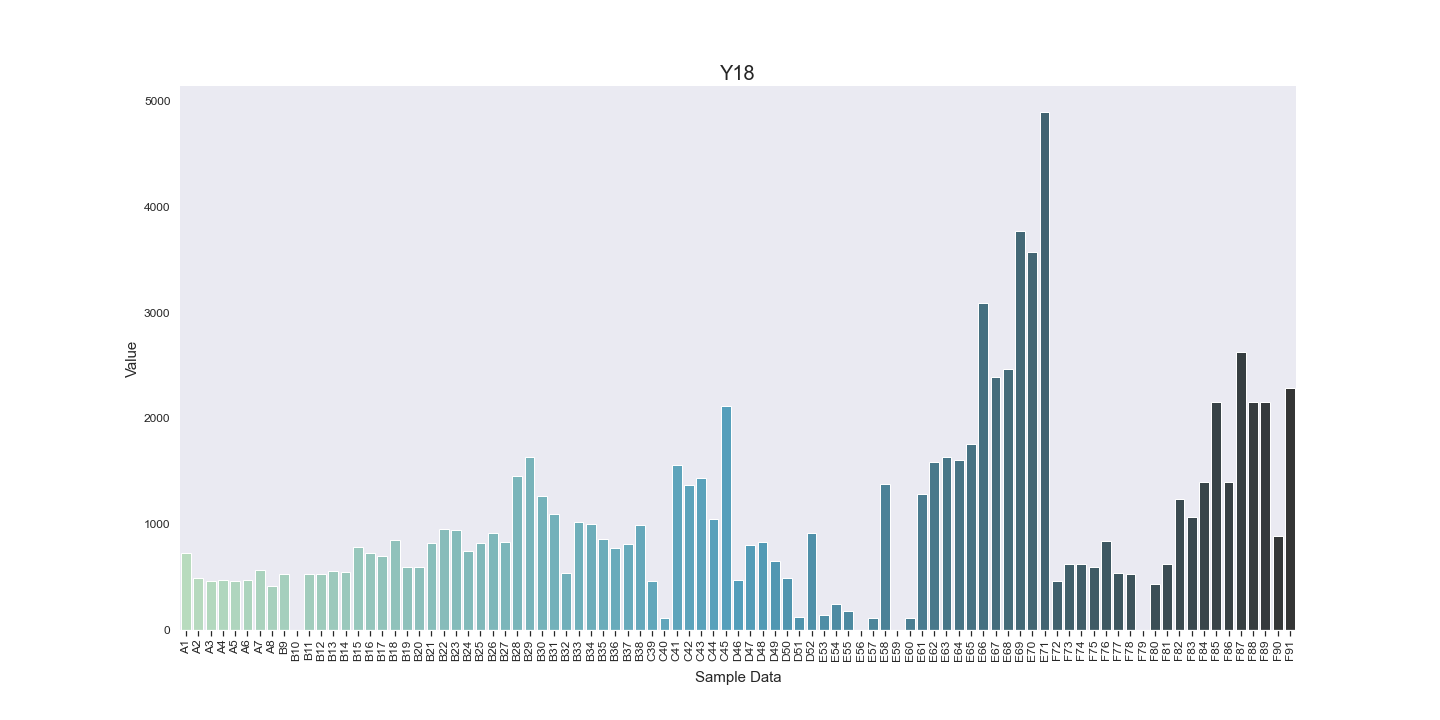 Y18
5000
4000
3000
2000
1000
0
Value
A1 A2 A3 A4 A5 A6 A7 A8 B9 B10 B11 B12 B13 B14 B15 B16 B17 B18 B19 B20 B21 B22 B23 B24 B25 B26 B27 B28 B29 B30 B31 B32 B33 B34 B35 B36 B37 B38 C39 C40 C41 C42 C43 C44 C45 D46 D47 D48 D49 D50 D51 D52 E53 E54 E55 E56 E57 E58 E59 E60 E61 E62 E63 E64 E65 E66 E67 E68 E69 E70 E71 F72 F73 F74 F75 F76 F77 F78 F79 F80 F81 F82 F83 F84 F85 F86 F87 F88 F89 F90 F91
Sample Data